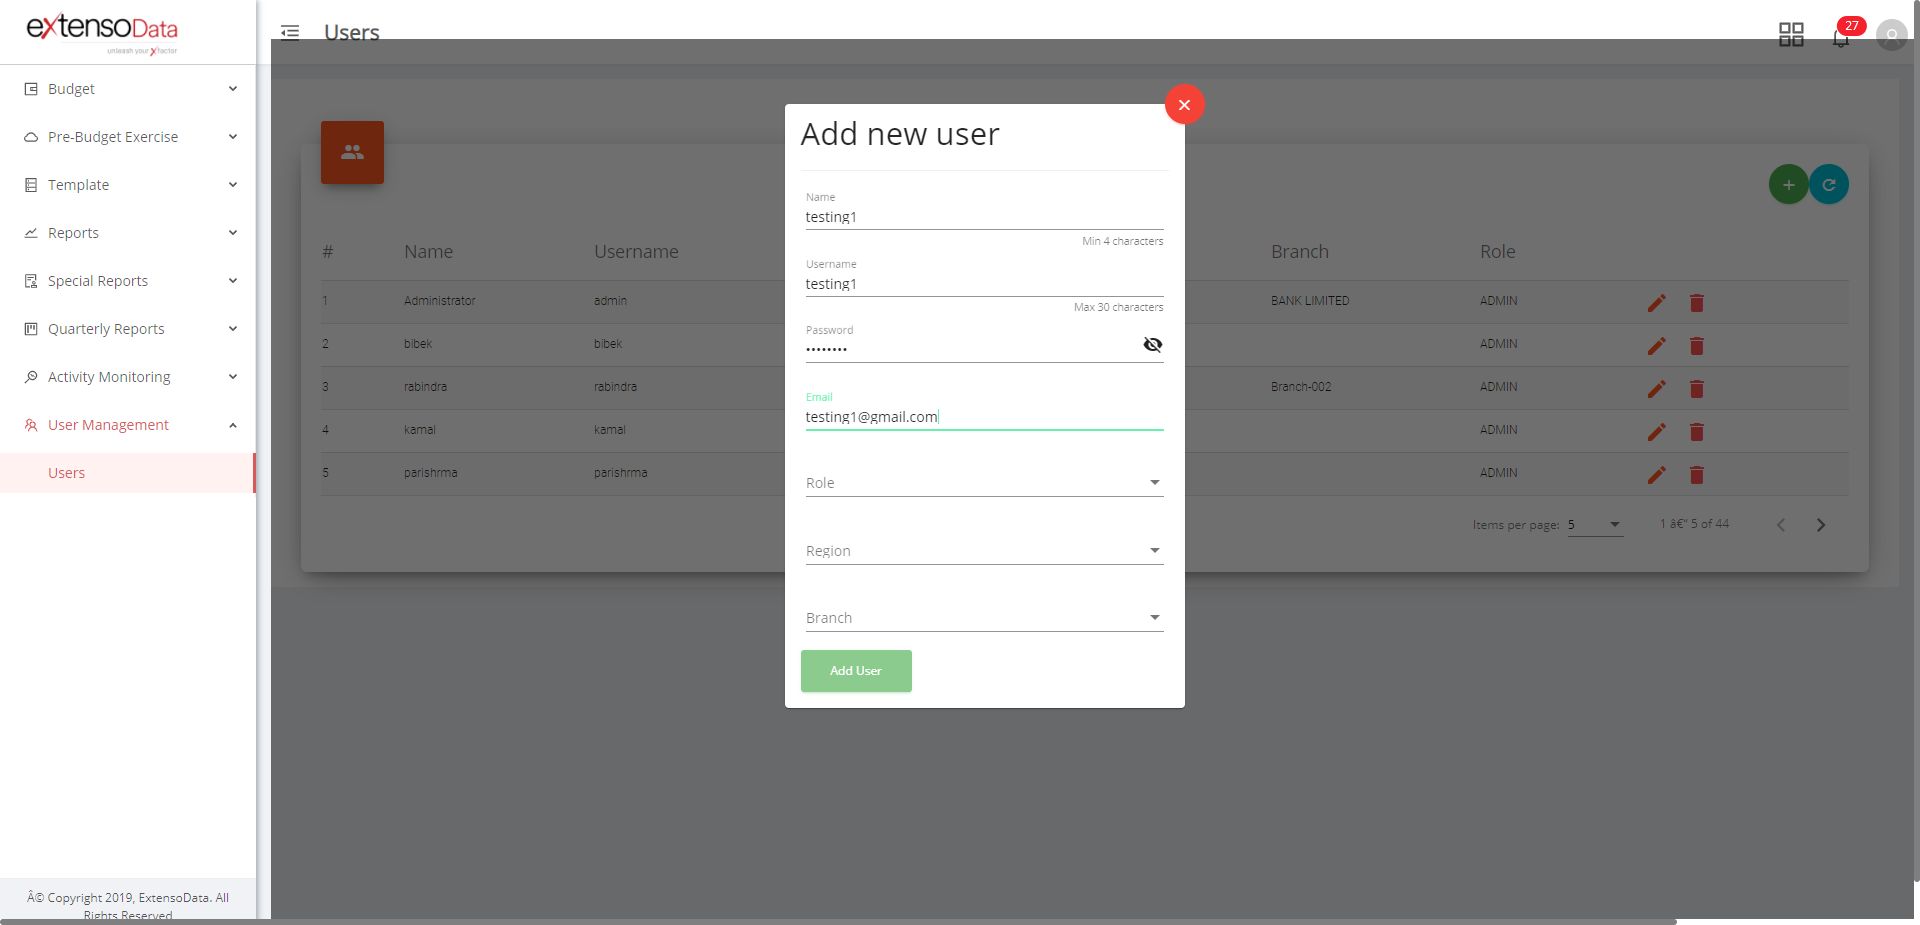 extensoData
unleash your Xfactor
Users
27
Budget
Pre-Budget Exercise
Template
Reports
Special Reports
Quarterly Reports
Activity Monitoring
User Management
Users
Â© Copyright 2019, ExtensoData. All
Rights Reserved
# Name Username Branch Role
1 Administrator admin BANK LIMITED ADMIN
2 bibek bibek ADMIN
3 rabindra rabindra Branch-002 ADMIN
4 kamal kamal ADMIN
5 parishrma parishrma ADMIN
Items per page: 5 1 â€“ 5 of 44
Add new user
Name
testing1
Min 4 characters
Username
testing1
Max 30 characters
Password
••••••••
Email
testing1@gmail.com
Role
Region
Branch
Add User